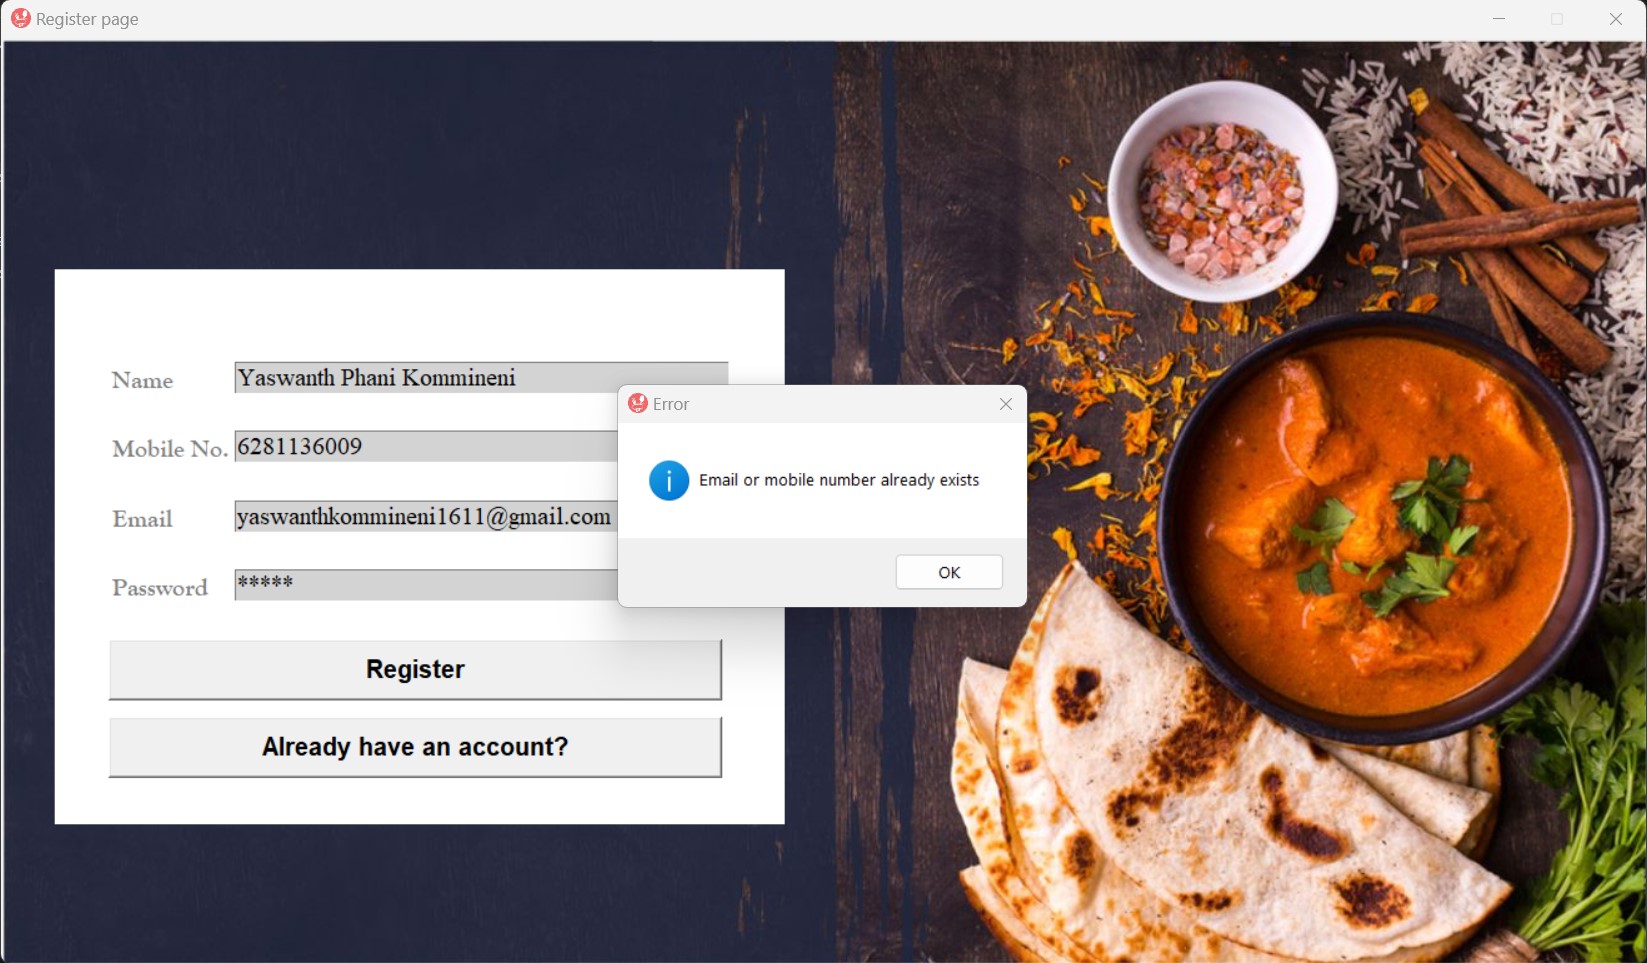 Register page
Name Yaswanth Phani Kommineni
Mobile No. 6281136009
Email yaswanthkommineni1611@gmail.com
Password *****
Register
Already have an account?
Error
Email or mobile number already exists
OK